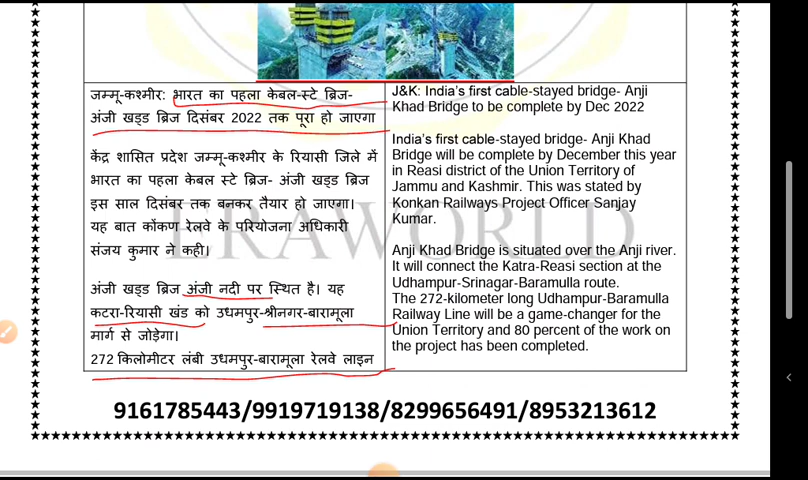 जम्मू-कश्मीर: भारत का पहला केबल-स्टे ब्रिज-
अंजी खड्ड ब्रिज दिसंबर 2022 तक पूरा हो जाएगा
केंद्र शासित प्रदेश जम्मू-कश्मीर के रियासी जिले में
भारत का पहला केबल स्टे ब्रिज- अंजी खड्ड ब्रिज
इस साल दिसंबर तक बनकर तैयार हो जाएगा।
यह बात कोंकण रेलवे के परियोजना अधिकारी
संजय कुमार ने कही।
अंजी खड्ड ब्रिज अंजी नदी पर स्थित है। यह
कटरा-रियासी खंड को उधमपुर-श्रीनगर-बारामूला
मार्ग से जोड़ेगा।
272 किलोमीटर लंबी उधमपुर-बारामूला रेलवे लाइन
J&K: India's first cable-stayed bridge- Anji
Khad Bridge to be complete by Dec 2022
India's first cable-stayed bridge- Anji Khad
Bridge will be complete by December this year
in Reasi district of the Union Territory of
Jammu and Kashmir. This was stated by
Konkan Railways Project Officer Sanjay
Kumar.
Anji Khad Bridge is situated over the Anji river.
It will connect the Katra-Reasi section at the
Udhampur-Srinagar-Baramulla route.
The 272-kilometer long Udhampur-Baramulla
Railway Line will be a game-changer for the
Union Territory and 80 percent of the work on
the project has been completed.
ERAWORLD
9161785443/9919719138/8299656491/8953213612